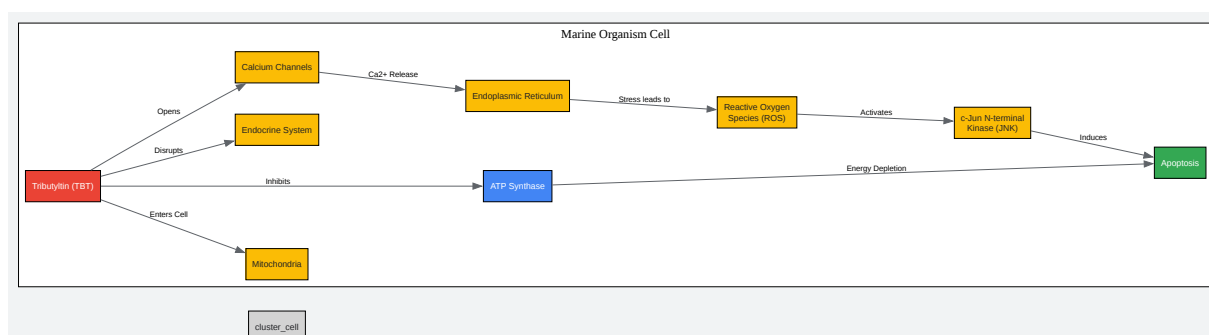 Marine Organism Cell
Calcium Channels
Ca2+ Release
Endoplasmic Reticulum
Stress leads to
Reactive Oxygen
Species (ROS)
Activates
c-Jun N-terminal
Kinase (JNK)
Opens
Endocrine System
Disrupts
Induces
Apoptosis
Tributyltin (TBT)
Inhibits
ATP Synthase
Energy Depletion
Enters Cell
Mitochondria
cluster_cell